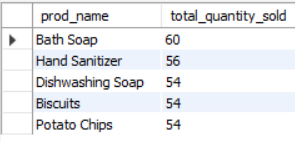 prod_name total_quantity_sold
Bath Soap 60
Hand Sanitizer 56
Dishwashing Soap 54
Biscuits 54
Potato Chips 54